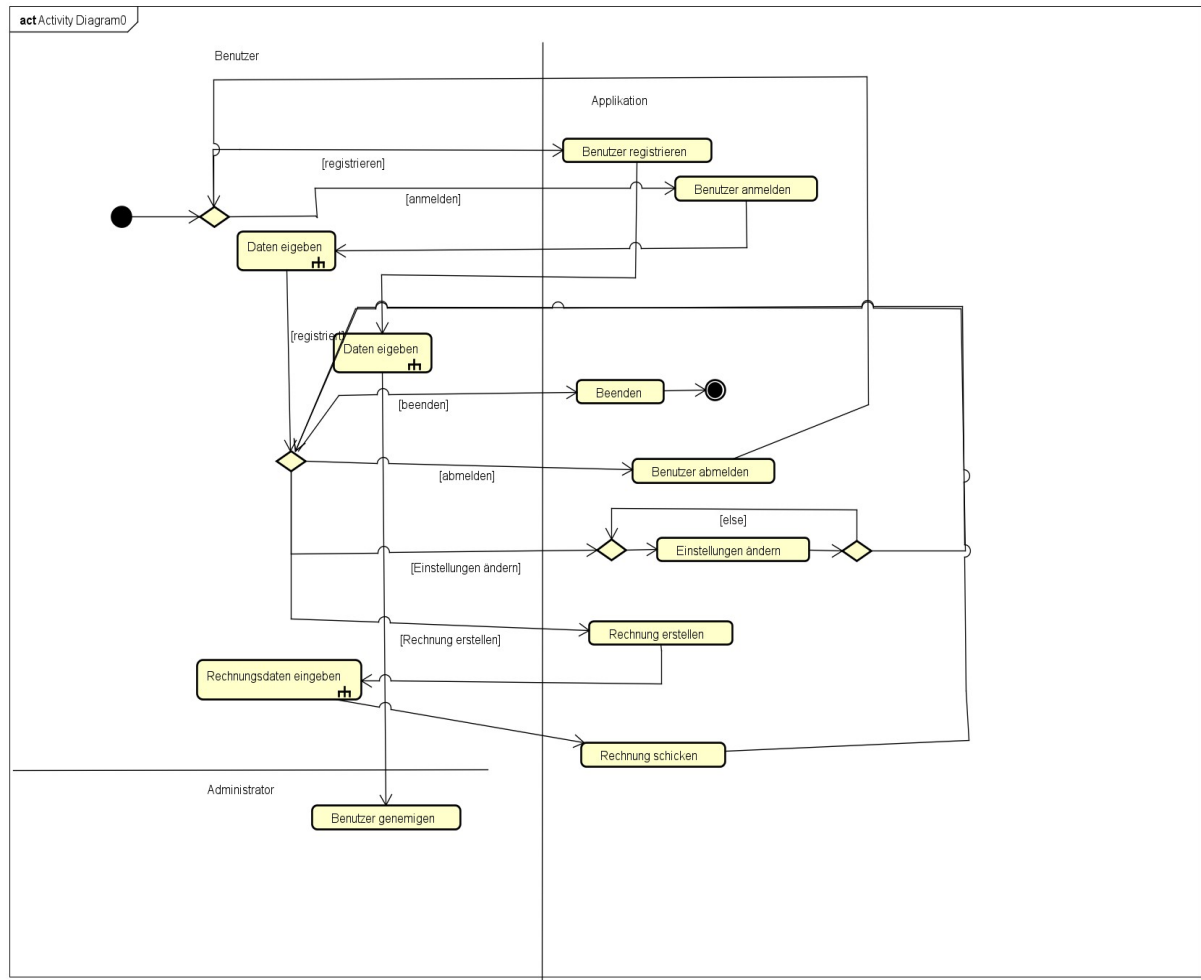 act Activity Diagram0
Benutzer
Applikation
Benutzer registrieren
[registrieren]
Benutzer anmelden
[anmelden]
Daten eigeben
[registriert]
Daten eigeben
Beenden
[beenden]
Benutzer abmelden
[abmelden]
[else]
Einstellungen ändern
[Einstellungen ändern]
Rechnung erstellen
[Rechnung erstellen]
Rechnungsdaten eingeben
Rechnung schicken
Administrator
Benutzer genemigen